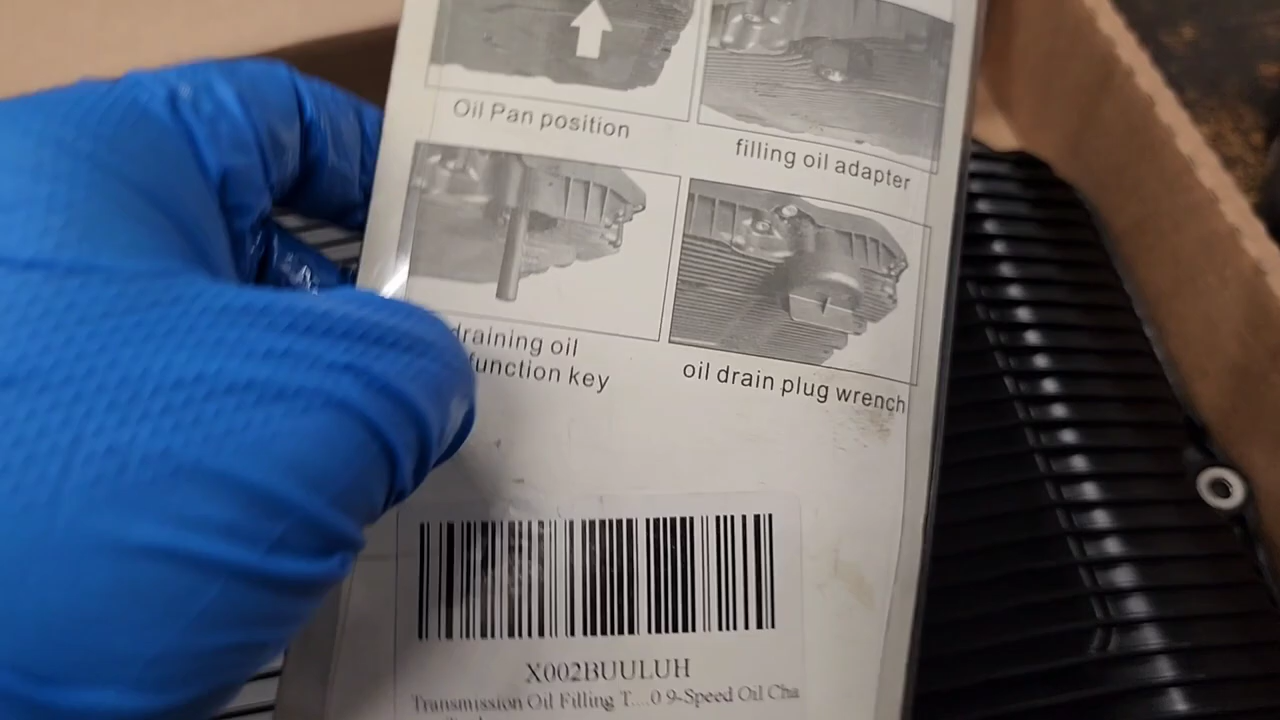 Oil Pan position
filling oil adapter
draining oil
function key
oil drain plug wrench
X002BUULUH
Transmission Oil Filling T....0 9-Speed Oil Cha